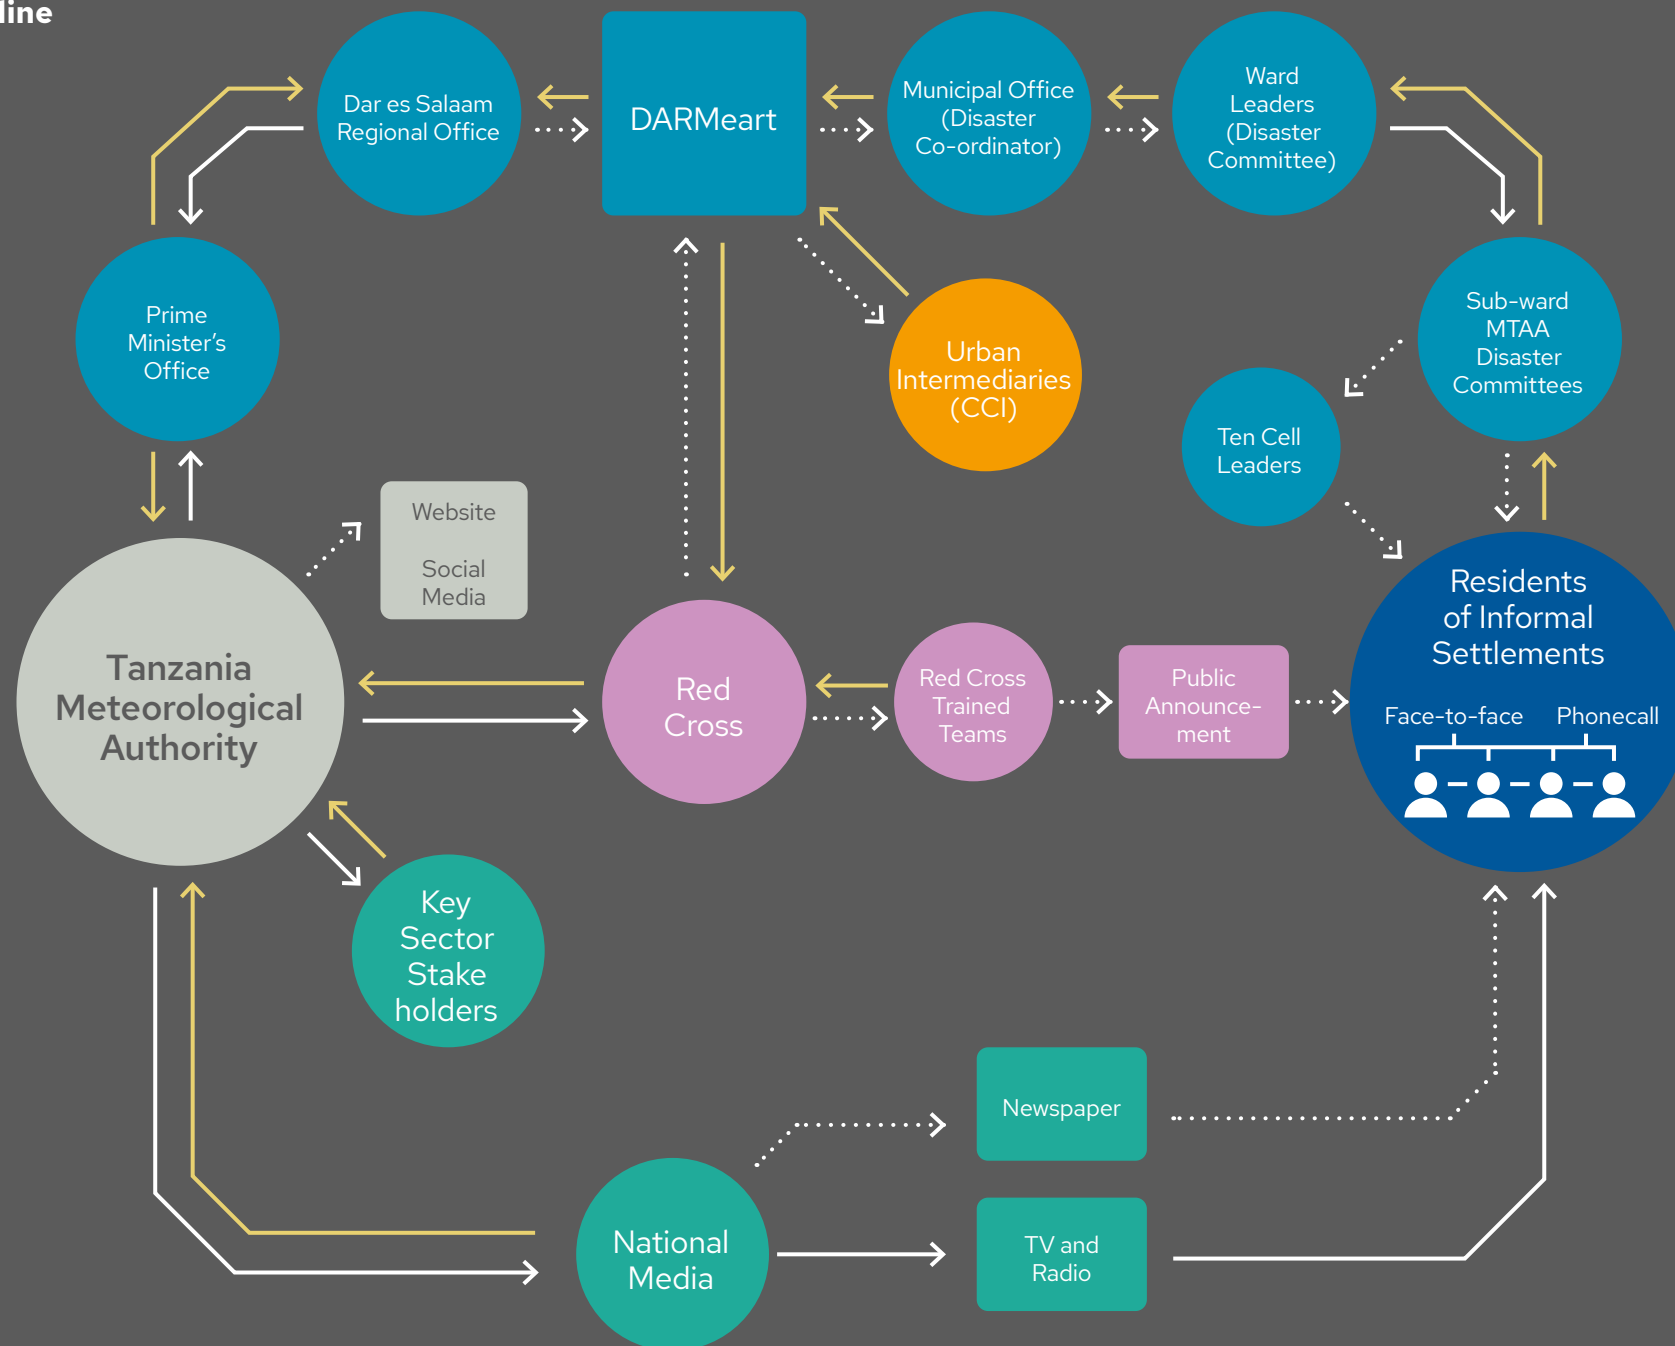 line
Dar es Salaam
Regional Office
DARMeart
Municipal Office
(Disaster
Co-ordinator)
Ward
Leaders
(Disaster
Committee)
Prime
Minister’s
Office
Urban
Intermediaries
(CCI)
Sub-ward
MTAA
Disaster
Committees
Ten Cell
Leaders
Website
Social
Media
Tanzania
Meteorological
Authority
Red
Cross
Red Cross
Trained
Teams
Public
Announce-
ment
Residents
of Informal
Settlements
Face-to-face Phonecall
Key
Sector
Stake
holders
Newspaper
National
Media
TV and
Radio